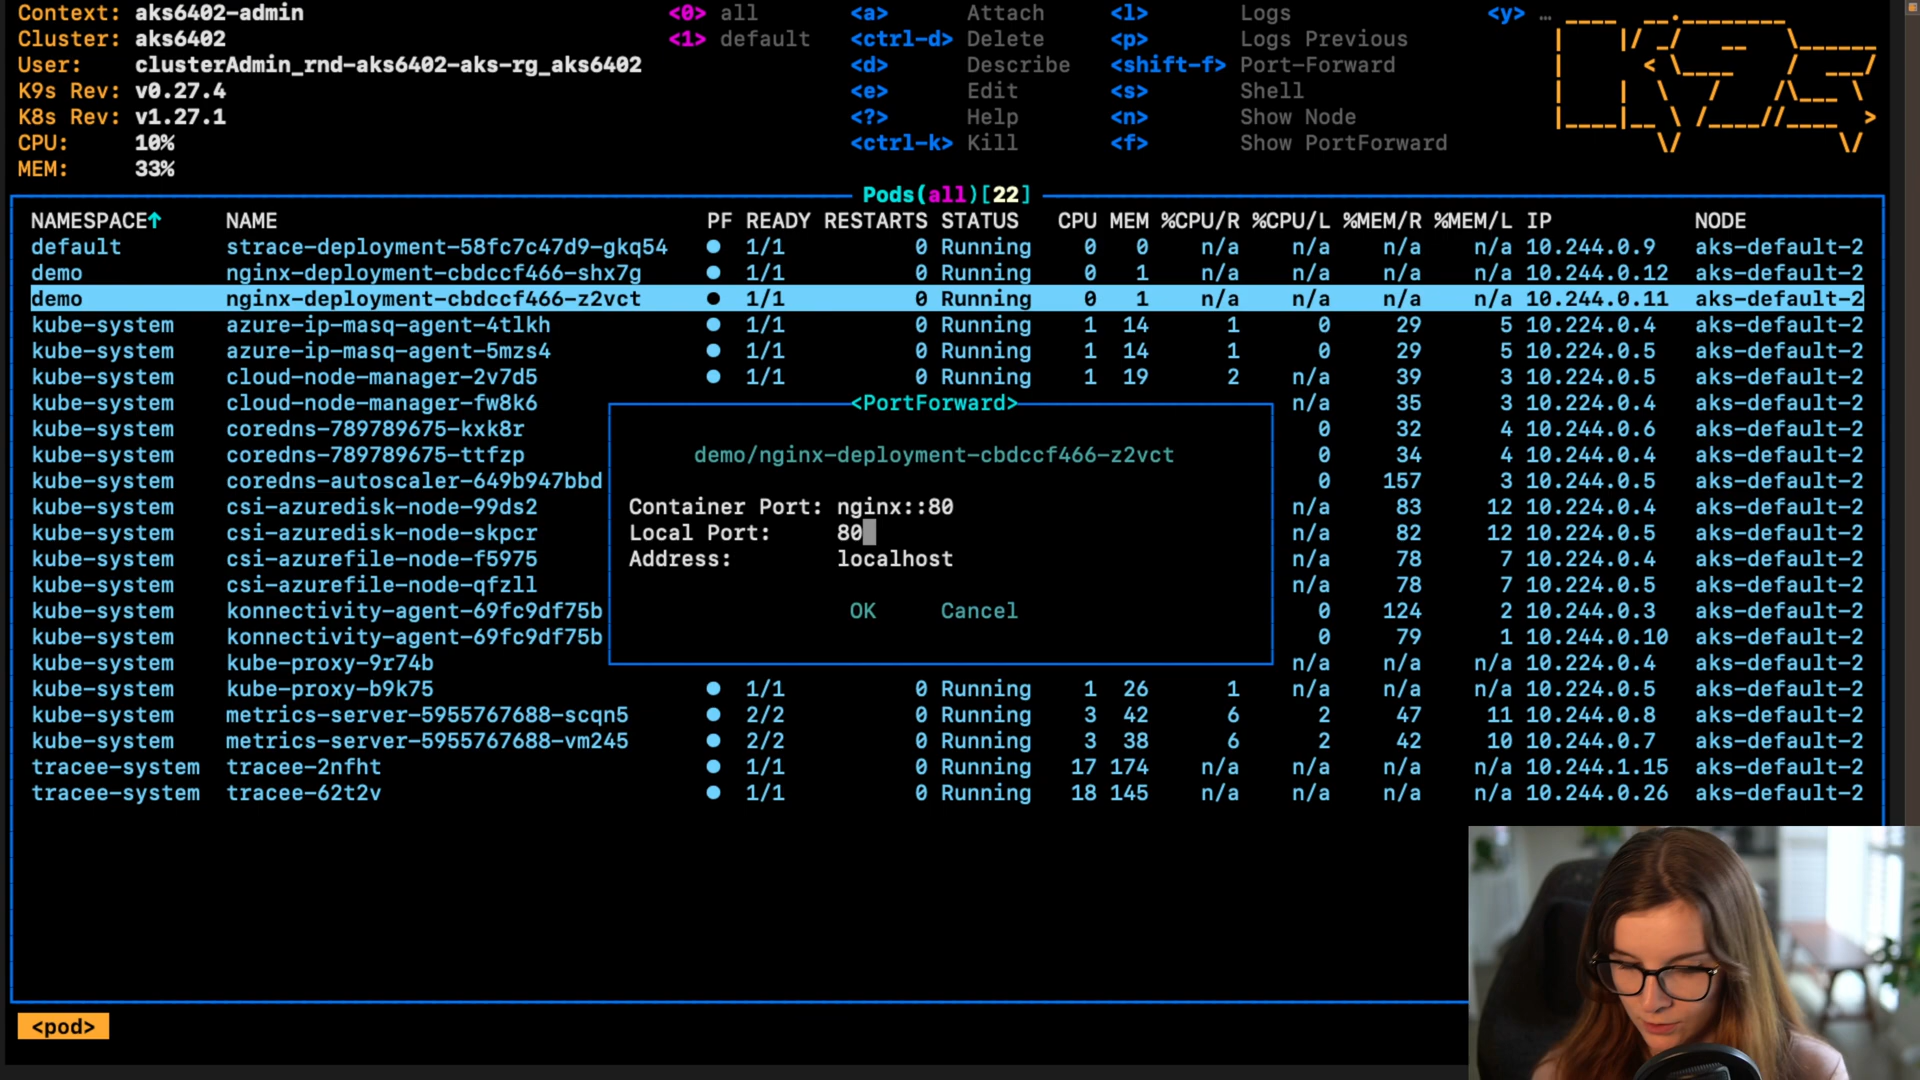 Context: aks6402-admin <0> all <a> Attach <l> Logs <y> …
Cluster: aks6402 <1> default <ctrl-d> Delete <p> Logs Previous
User: clusterAdmin_rnd-aks6402-aks-rg_aks6402 <d> Describe <shift-f> Port-Forward
K9s Rev: v0.27.4 <e> Edit <s> Shell
K8s Rev: v1.27.1 <?> Help <n> Show Node
CPU: 10% <ctrl-k> Kill <f> Show PortForward
MEM: 33%
Pods(all)[22]
NAMESPACE↑ NAME PF READY RESTARTS STATUS CPU MEM %CPU/R %CPU/L %MEM/R %MEM/L IP NODE
default strace-deployment-58fc7c47d9-gkq54 ● 1/1 0 Running 0 0 n/a n/a n/a n/a 10.244.0.9 aks-default-2
demo nginx-deployment-cbdccf466-shx7g ● 1/1 0 Running 0 1 n/a n/a n/a n/a 10.244.0.12 aks-default-2
demo nginx-deployment-cbdccf466-z2vct ● 1/1 0 Running 0 1 n/a n/a n/a n/a 10.244.0.11 aks-default-2
kube-system azure-ip-masq-agent-4tlkh ● 1/1 0 Running 1 14 1 0 29 5 10.224.0.4 aks-default-2
kube-system azure-ip-masq-agent-5mzs4 ● 1/1 0 Running 1 14 1 0 29 5 10.224.0.5 aks-default-2
kube-system cloud-node-manager-2v7d5 ● 1/1 0 Running 1 19 2 n/a 39 3 10.224.0.5 aks-default-2
kube-system cloud-node-manager-fw8k6 n/a 35 3 10.224.0.4 aks-default-2
kube-system coredns-789789675-kxk8r 0 32 4 10.244.0.6 aks-default-2
kube-system coredns-789789675-ttfzp 0 34 4 10.244.0.4 aks-default-2
kube-system coredns-autoscaler-649b947bbd 0 157 3 10.244.0.5 aks-default-2
kube-system csi-azuredisk-node-99ds2 n/a 83 12 10.224.0.4 aks-default-2
kube-system csi-azuredisk-node-skpcr n/a 82 12 10.224.0.5 aks-default-2
kube-system csi-azurefile-node-f5975 n/a 78 7 10.224.0.4 aks-default-2
kube-system csi-azurefile-node-qfzll n/a 78 7 10.224.0.5 aks-default-2
kube-system konnectivity-agent-69fc9df75b 0 124 2 10.244.0.3 aks-default-2
kube-system konnectivity-agent-69fc9df75b 0 79 1 10.244.0.10 aks-default-2
kube-system kube-proxy-9r74b n/a n/a n/a 10.224.0.4 aks-default-2
kube-system kube-proxy-b9k75 ● 1/1 0 Running 1 26 1 n/a n/a n/a 10.224.0.5 aks-default-2
kube-system metrics-server-5955767688-scqn5 ● 2/2 0 Running 3 42 6 2 47 11 10.244.0.8 aks-default-2
kube-system metrics-server-5955767688-vm245 ● 2/2 0 Running 3 38 6 2 42 10 10.244.0.7 aks-default-2
tracee-system tracee-2nfht ● 1/1 0 Running 17 174 n/a n/a n/a n/a 10.244.1.15 aks-default-2
tracee-system tracee-62t2v ● 1/1 0 Running 18 145 n/a n/a n/a n/a 10.244.0.26 aks-default-2
<PortForward>
demo/nginx-deployment-cbdccf466-z2vct
Container Port: nginx::80
Local Port: 80
Address: localhost
OK Cancel
<pod>